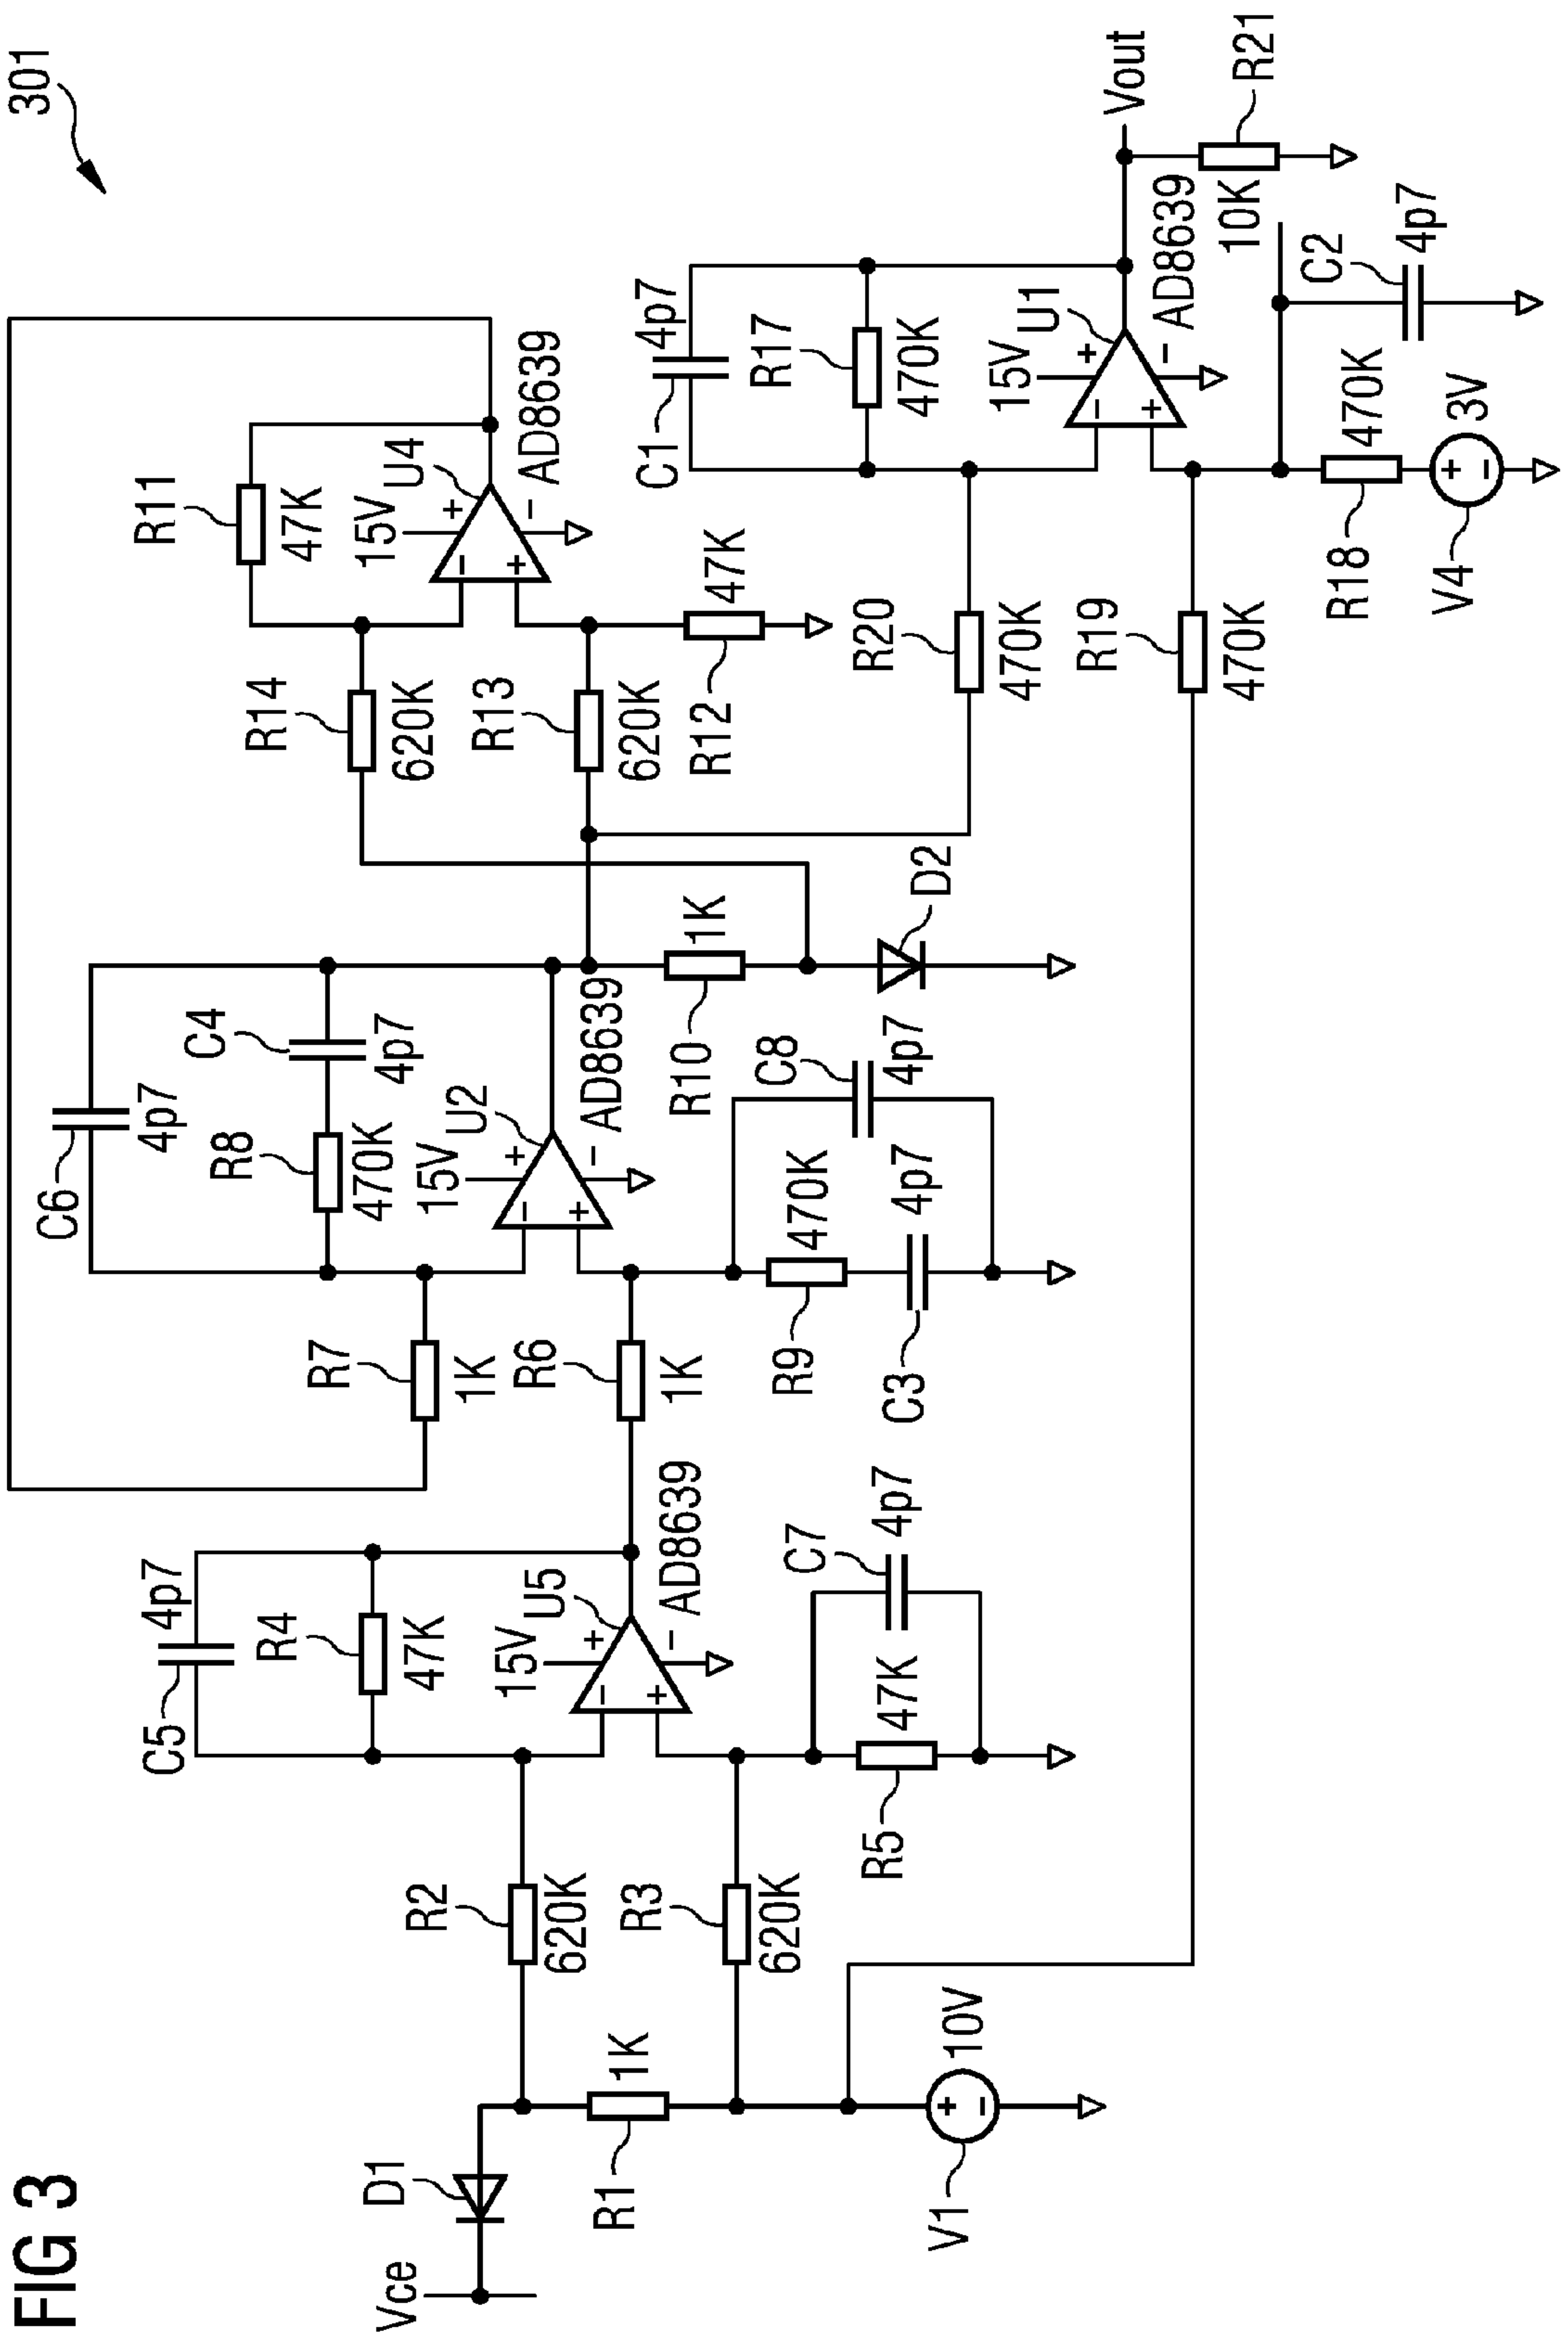 FIG 3
301
Vce
D1
R1
1K
V1
10V
R2
620K
R3
620K
C5
4p7
R4
47K
15V
U5
+
–
–
+
AD8639
R5
47K
C7
4p7
R7
1K
R6
1K
C6
4p7
R8
470K
C4
4p7
15V
U2
+
–
–
+
AD8639
R9
470K
C3
4p7
C8
4p7
R10
1K
D2
R14
620K
R13
620K
R11
47K
15V
U4
+
–
–
+
AD8639
R12
47K
R20
470K
R19
470K
C1
4p7
R17
470K
15V
U1
+
–
–
+
AD8639
Vout
R21
10K
C2
4p7
R18
470K
V4
3V
+
–
+
–